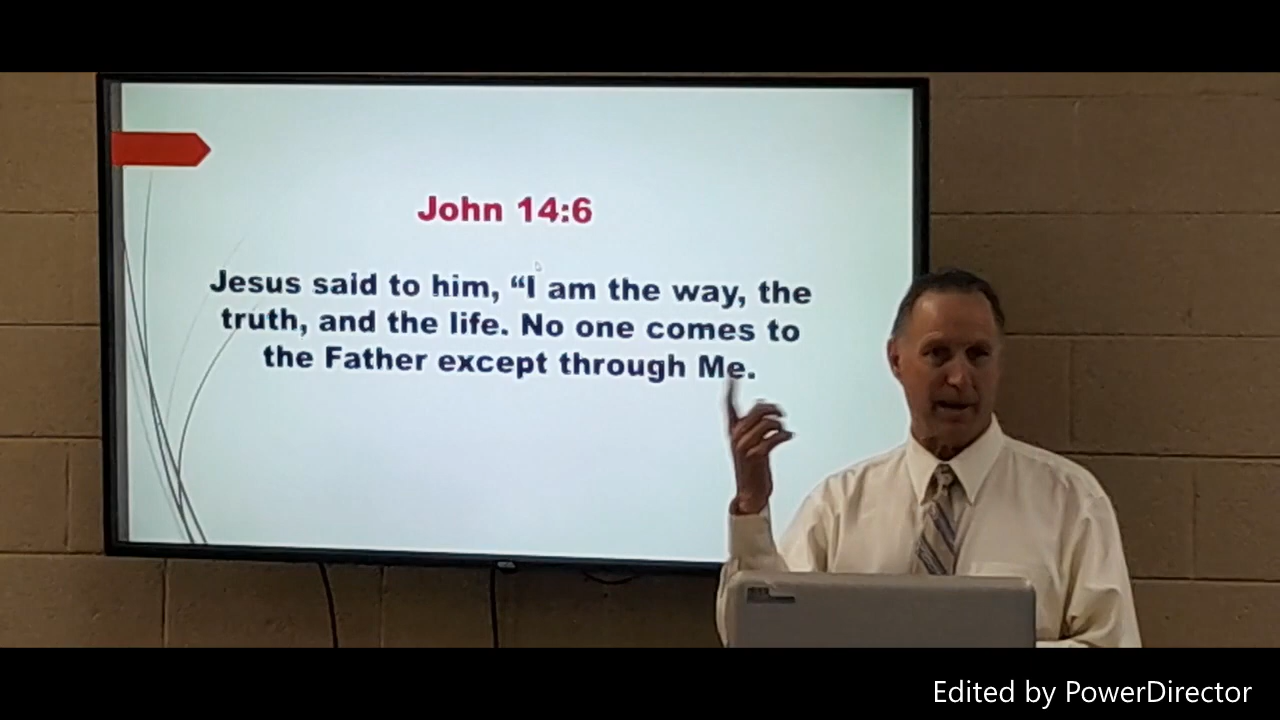 John 14:6
Jesus said to him, “I am the way, the
truth, and the life. No one comes to
the Father except through Me.
Edited by PowerDirector